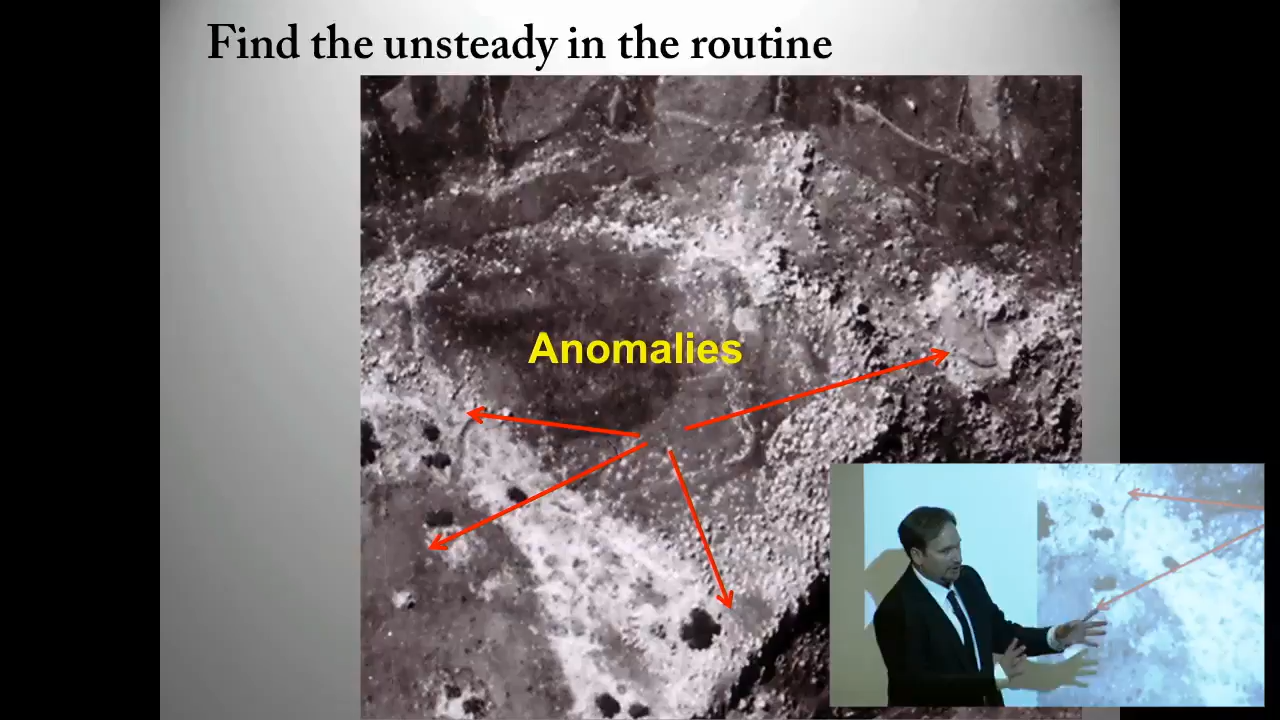 Find the unsteady in the routine
Anomalies